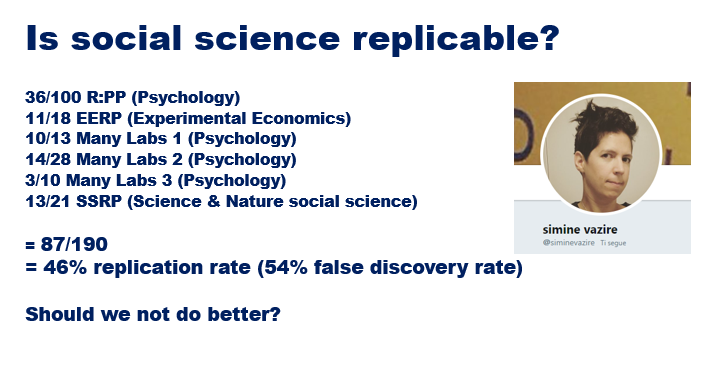 Is social science replicable?
36/100 R:PP (Psychology)
11/18 EERP (Experimental Economics)
10/13 Many Labs 1 (Psychology)
14/28 Many Labs 2 (Psychology)
3/10 Many Labs 3 (Psychology)
13/21 SSRP (Science & Nature social science)
= 87/190
= 46% replication rate (54% false discovery rate)
Should we not do better?
simine vazire
@siminevazire Ti segue